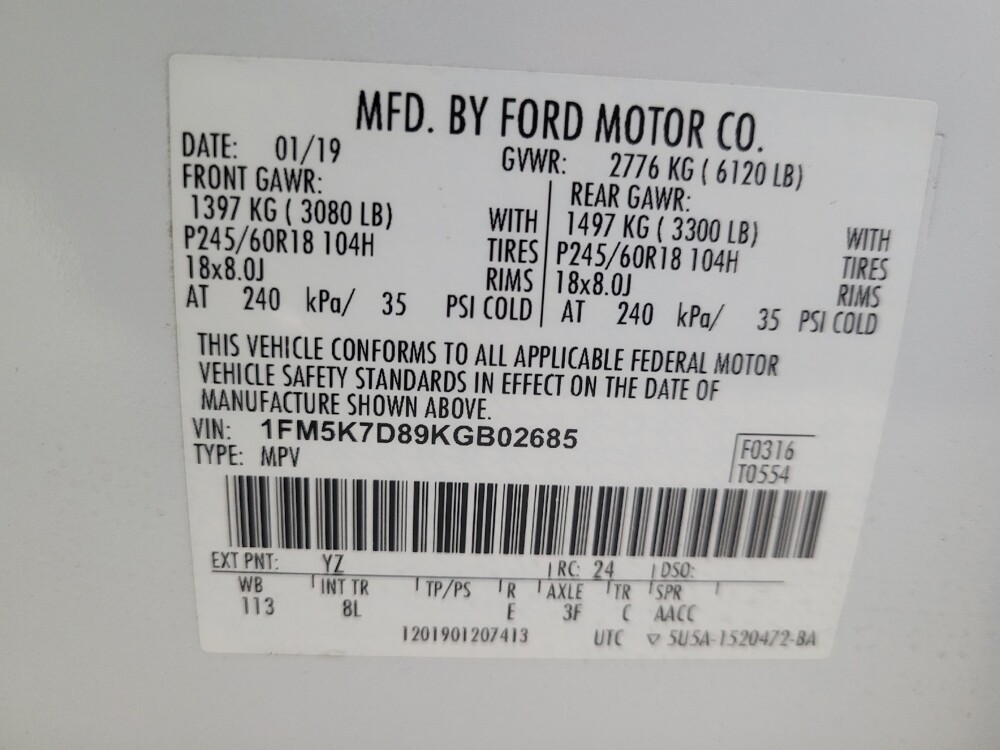 MFD. BY FORD MOTOR CO.
DATE: 01/19 GVWR: 2776 KG ( 6120 LB)
FRONT GAWR: REAR GAWR:
1397 KG ( 3080 LB) WITH 1497 KG ( 3300 LB) WITH
P245/60R18 104H TIRES P245/60R18 104H TIRES
18x8.0J RIMS 18x8.0J RIMS
AT 240 kPa/ 35 PSI COLD AT 240 kPa/ 35 PSI COLD
THIS VEHICLE CONFORMS TO ALL APPLICABLE FEDERAL MOTOR
VEHICLE SAFETY STANDARDS IN EFFECT ON THE DATE OF
MANUFACTURE SHOWN ABOVE.
VIN: 1FM5K7D89KGB02685
TYPE: MPV
F0316
T0554
EXT PNT: YZ RC: 24 DSO:
WB INT TR TP/PS R AXLE TR SPR
113 8L E 3F C AACC
1201901207413 UTC ▽ 5U5A-1520472-BA